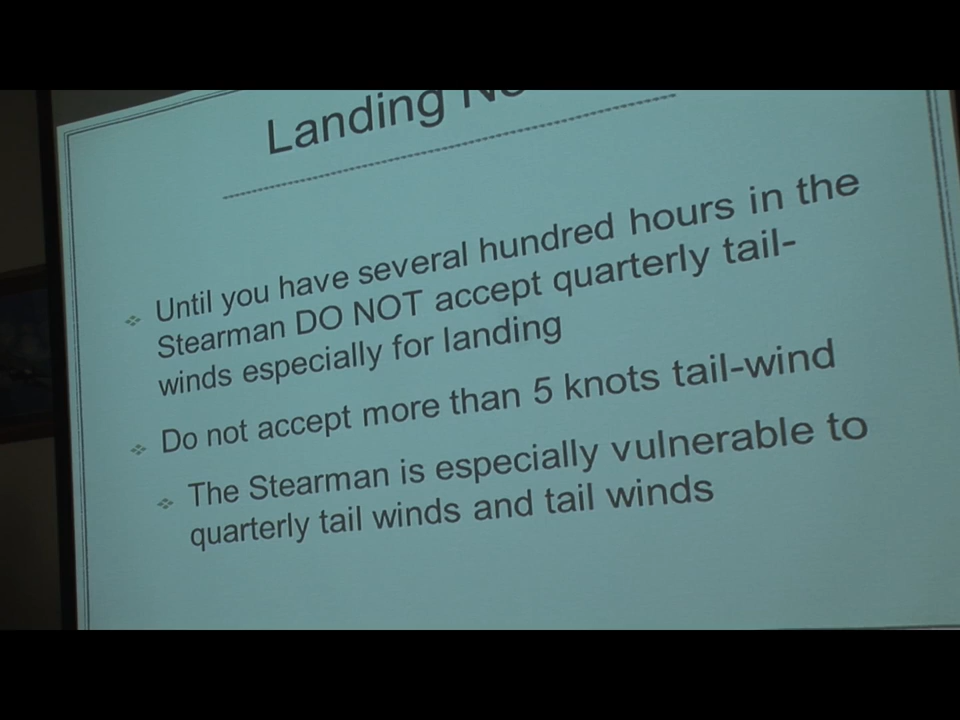 Landing
Until you have several hundred hours in the
Stearman DO NOT accept quarterly tail-
winds especially for landing
Do not accept more than 5 knots tail-wind
The Stearman is especially vulnerable to
quarterly tail winds and tail winds